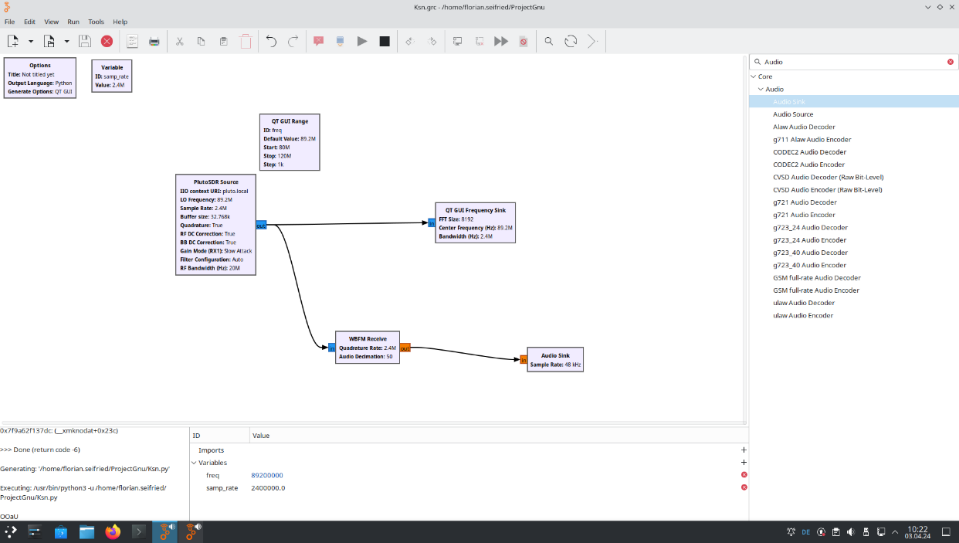 Ksn.grc - /home/florian.seifried/ProjectGnu
File Edit View Run Tools Help
Options
Title: Not titled yet
Output Language: Python
Generate Options: QT GUI
Variable
ID: samp_rate
Value: 2.4M
QT GUI Range
ID: freq
Default Value: 89.2M
Start: 80M
Stop: 120M
Step: 1k
PlutoSDR Source
IIO context URI: pluto.local
LO Frequency: 89.2M
Sample Rate: 2.4M
Buffer size: 32.768k
Quadrature: True
RF DC Correction: True
BB DC Correction: True
Gain Mode (RX1): Slow Attack
Filter Configuration: Auto
RF Bandwidth (Hz): 20M
out
in
QT GUI Frequency Sink
FFT Size: 8192
Center Frequency (Hz): 89.2M
Bandwidth (Hz): 2.4M
in
WBFM Receive
Quadrature Rate: 2.4M
Audio Decimation: 50
out
in
Audio Sink
Sample Rate: 48 kHz
Audio
Core
Audio
Audio Sink
Audio Source
Alaw Audio Decoder
g711 Alaw Audio Encoder
CODEC2 Audio Decoder
CODEC2 Audio Encoder
CVSD Audio Decoder (Raw Bit-Level)
CVSD Audio Encoder (Raw Bit-Level)
g721 Audio Decoder
g721 Audio Encoder
g723_24 Audio Decoder
g723_24 Audio Encoder
g723_40 Audio Decoder
g723_40 Audio Encoder
GSM full-rate Audio Decoder
GSM full-rate Audio Encoder
ulaw Audio Decoder
ulaw Audio Encoder
0x7f9a62f137dc: (__xmknodat+0x23c)
>>> Done (return code -6)
Generating: '/home/florian.seifried/ProjectGnu/Ksn.py'
Executing: /usr/bin/python3 -u /home/florian.seifried/
ProjectGnu/Ksn.py
OOaU
ID Value
Imports
Variables
freq 89200000
samp_rate 2400000.0
DE
10:22
03.04.24